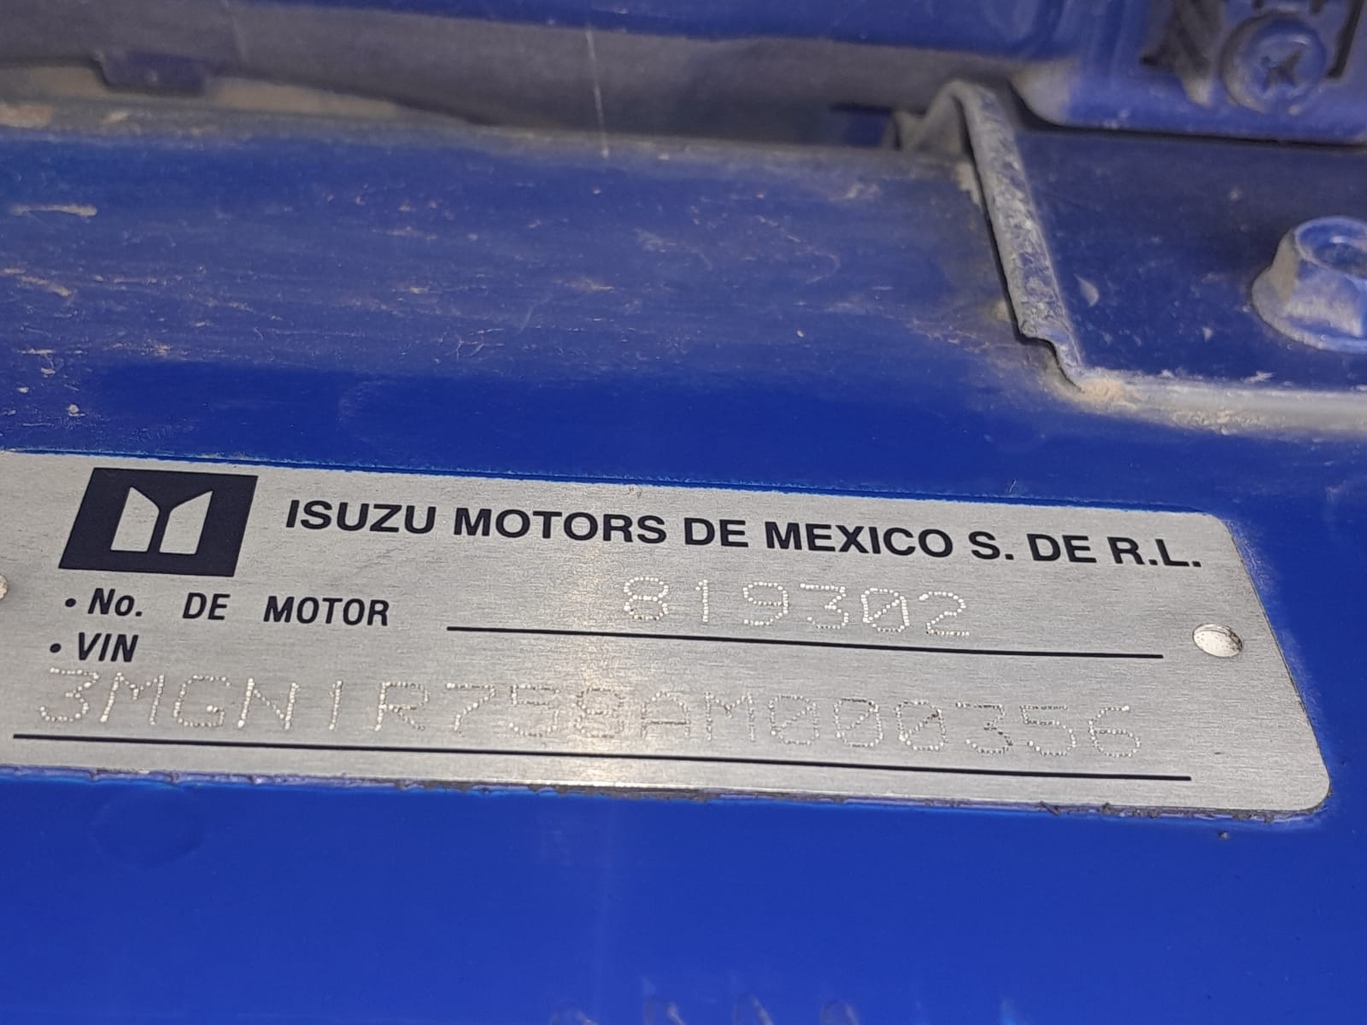 ISUZU MOTORS DE MEXICO S. DE R.L.
• No. DE MOTOR 819302
• VIN
3MGN1R758AM000356